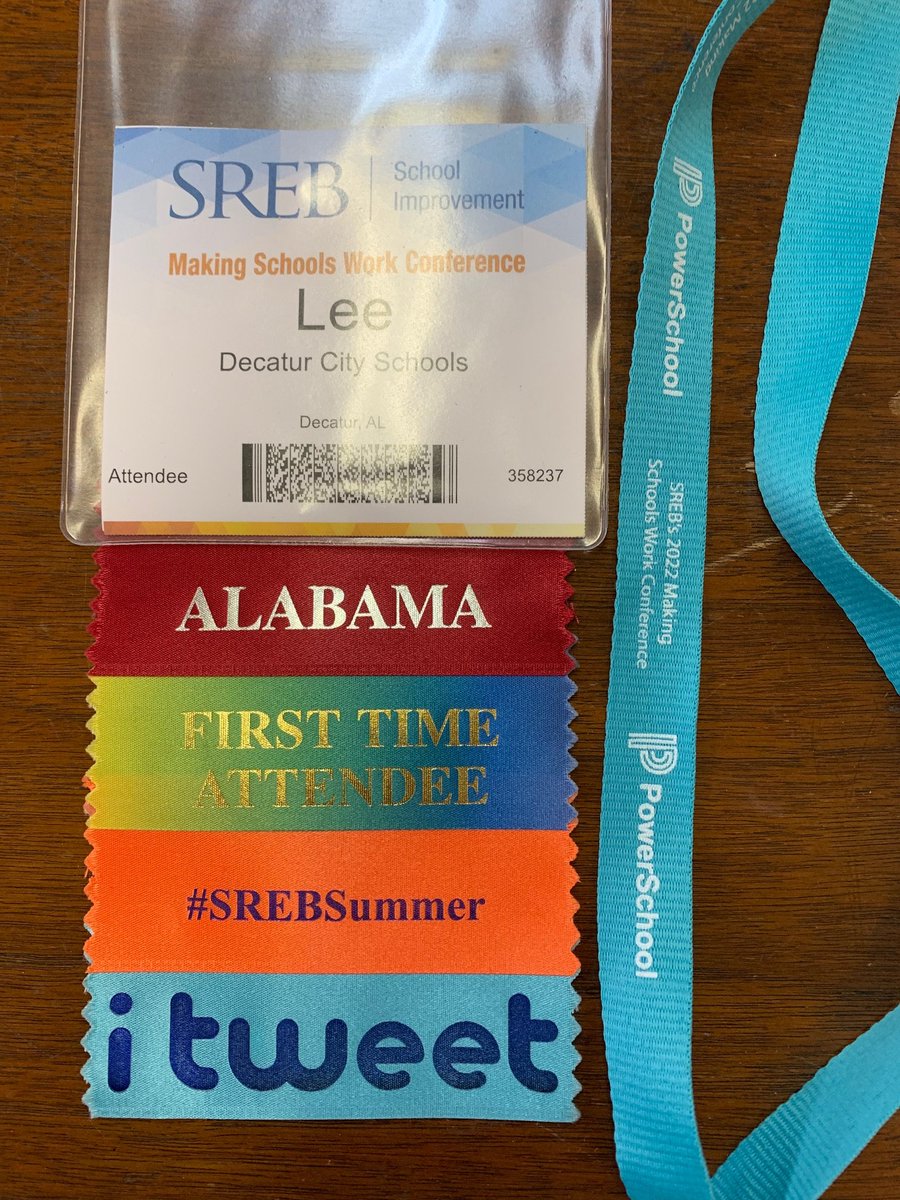 SREB
School
Improvement
Making Schools Work Conference
Lee
Decatur City Schools
Decatur, AL
Attendee
358237
ALABAMA
FIRST TIME
ATTENDEE
#SREBSummer
i tweet
PowerSchool
SREB's 2022 Making
Schools Work Conference
PowerSchool